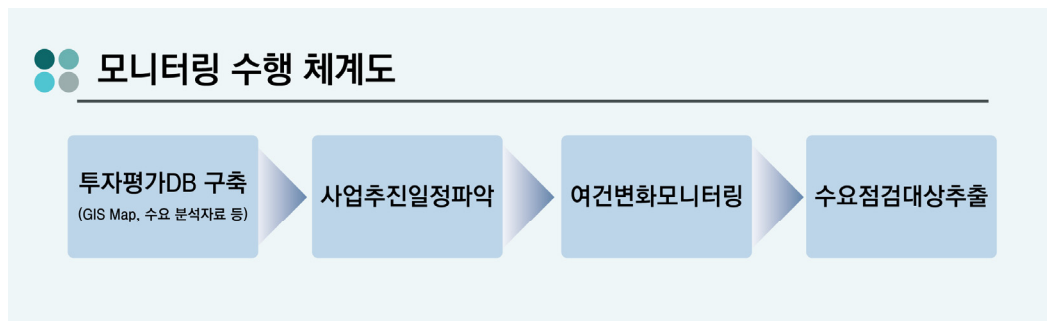 모니터링 수행 체계도
투자평가DB 구축
(GIS Map, 수요 분석자료 등)
사업추진일정파악
여건변화모니터링
수요점검대상추출